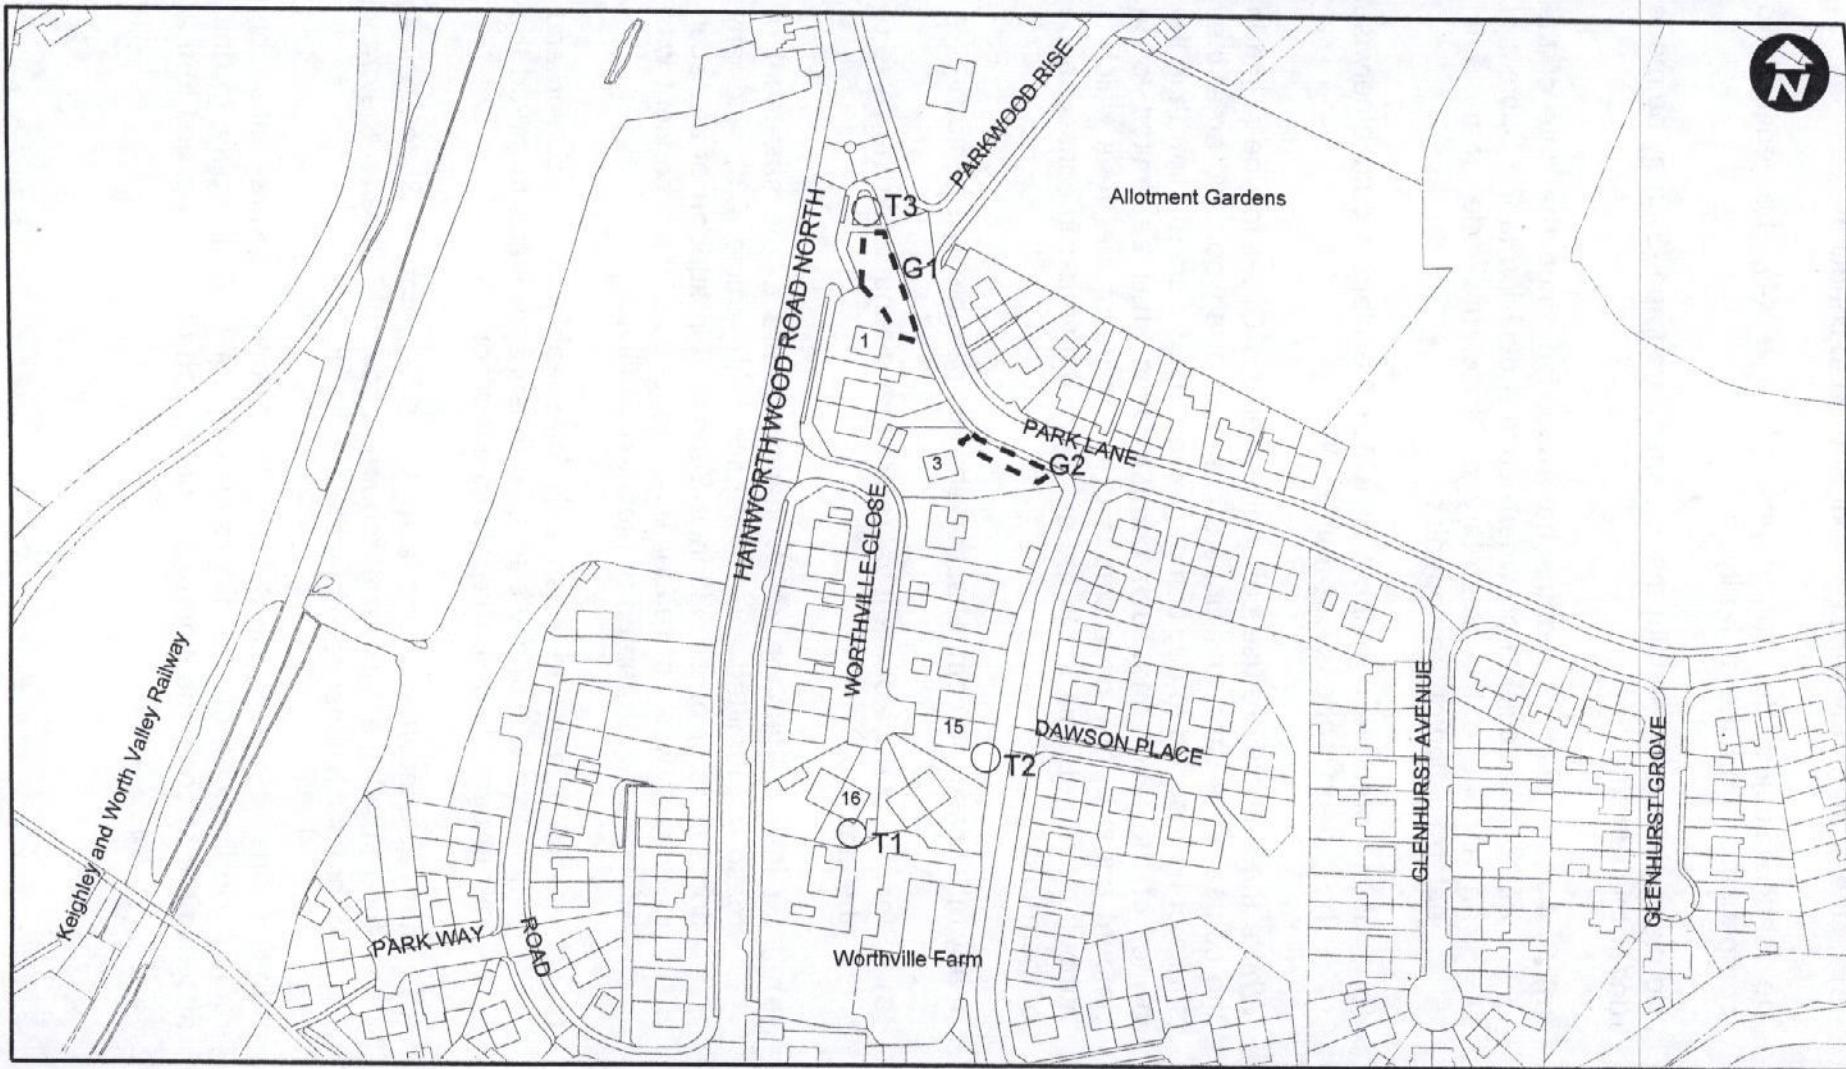 N
PARKWOOD RISE
Allotment Gardens
T3
HAINWORTH WOOD ROAD NORTH
G1
1
PARK LANE
3
G2
WORTHVILLE CLOSE
Keighley and Worth Valley Railway
15
DAWSON PLACE
T2
GLENHURST AVENUE
GLENHURST GROVE
16
T1
PARK WAY
ROAD
Worthville Farm